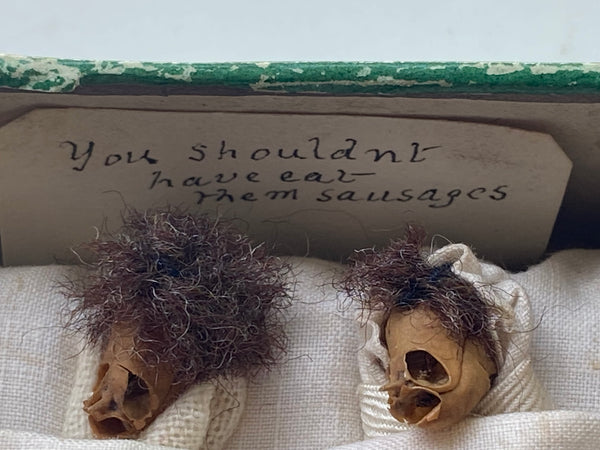 You shouldnt
have eat
them sausages